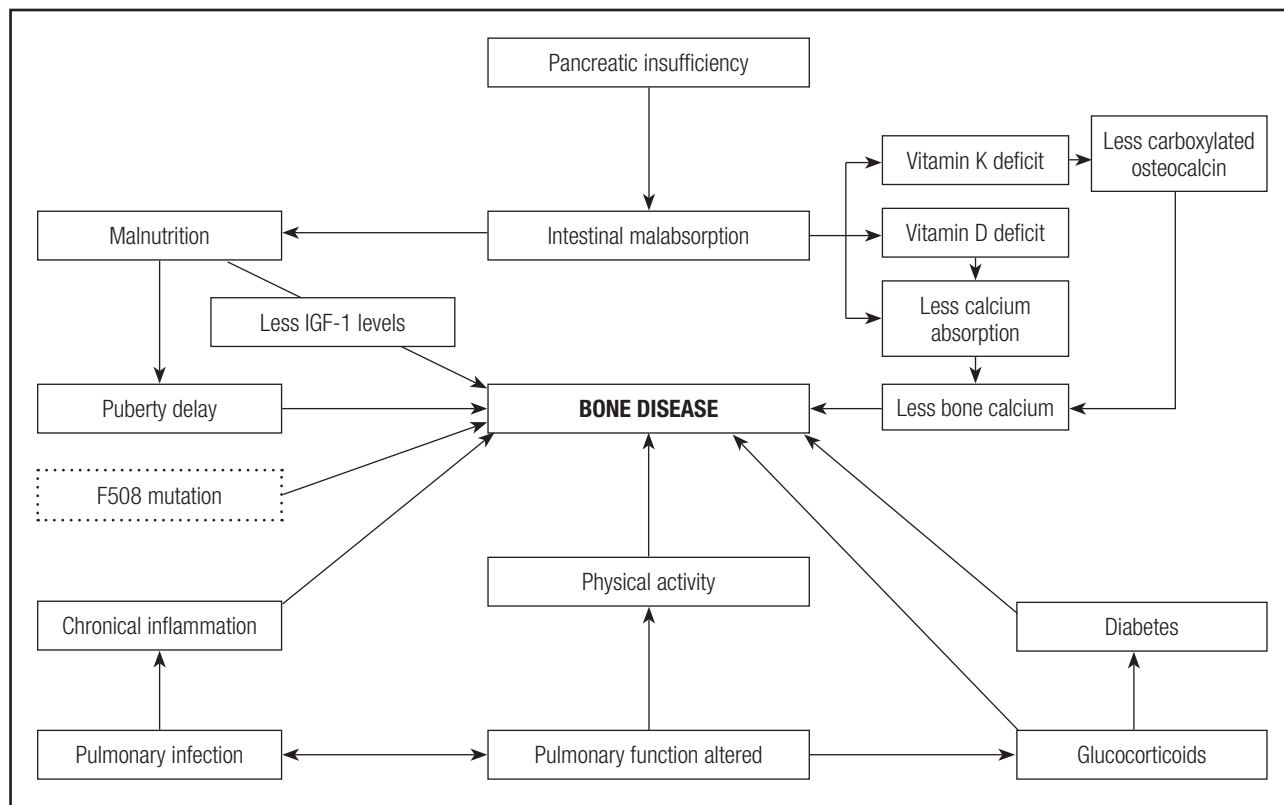 Pancreatic insufficiency
Vitamin K deficit
Less carboxylated
osteocalcin
Malnutrition
Intestinal malabsorption
Vitamin D deficit
Less IGF-1 levels
Less calcium
absorption
Puberty delay
BONE DISEASE
Less bone calcium
F508 mutation
Physical activity
Chronical inflammation
Diabetes
Pulmonary infection
Pulmonary function altered
Glucocorticoids